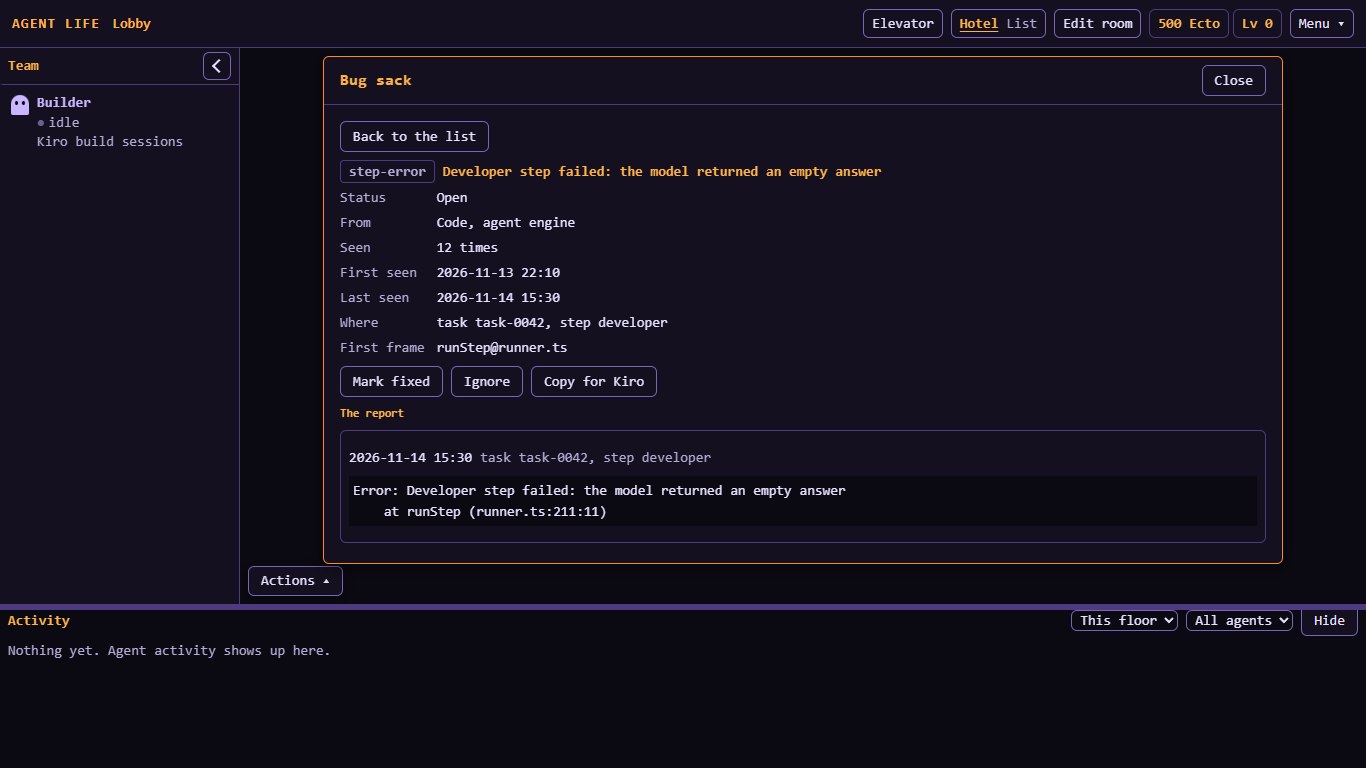 AGENT LIFE Lobby
Elevator Hotel List Edit room 500 Ecto Lv 0 Menu ▾
Team
Builder
idle
Kiro build sessions
Bug sack Close
Back to the list
step-error Developer step failed: the model returned an empty answer
Status Open
From Code, agent engine
Seen 12 times
First seen 2026-11-13 22:10
Last seen 2026-11-14 15:30
Where task task-0042, step developer
First frame runStep@runner.ts
Mark fixed Ignore Copy for Kiro
The report
2026-11-14 15:30 task task-0042, step developer
Error: Developer step failed: the model returned an empty answer
at runStep (runner.ts:211:11)
Actions ▴
Activity This floor All agents Hide
Nothing yet. Agent activity shows up here.